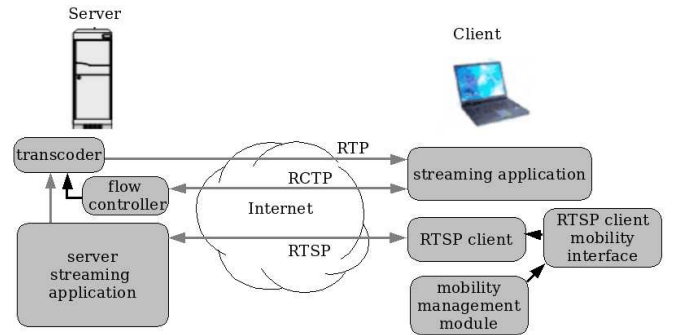 Server
Client
transcoder
RTP
flow
controller
RCTP
streaming application
Internet
server
streaming
application
RTSP
RTSP client
RTSP client
mobility
interface
mobility
management
module